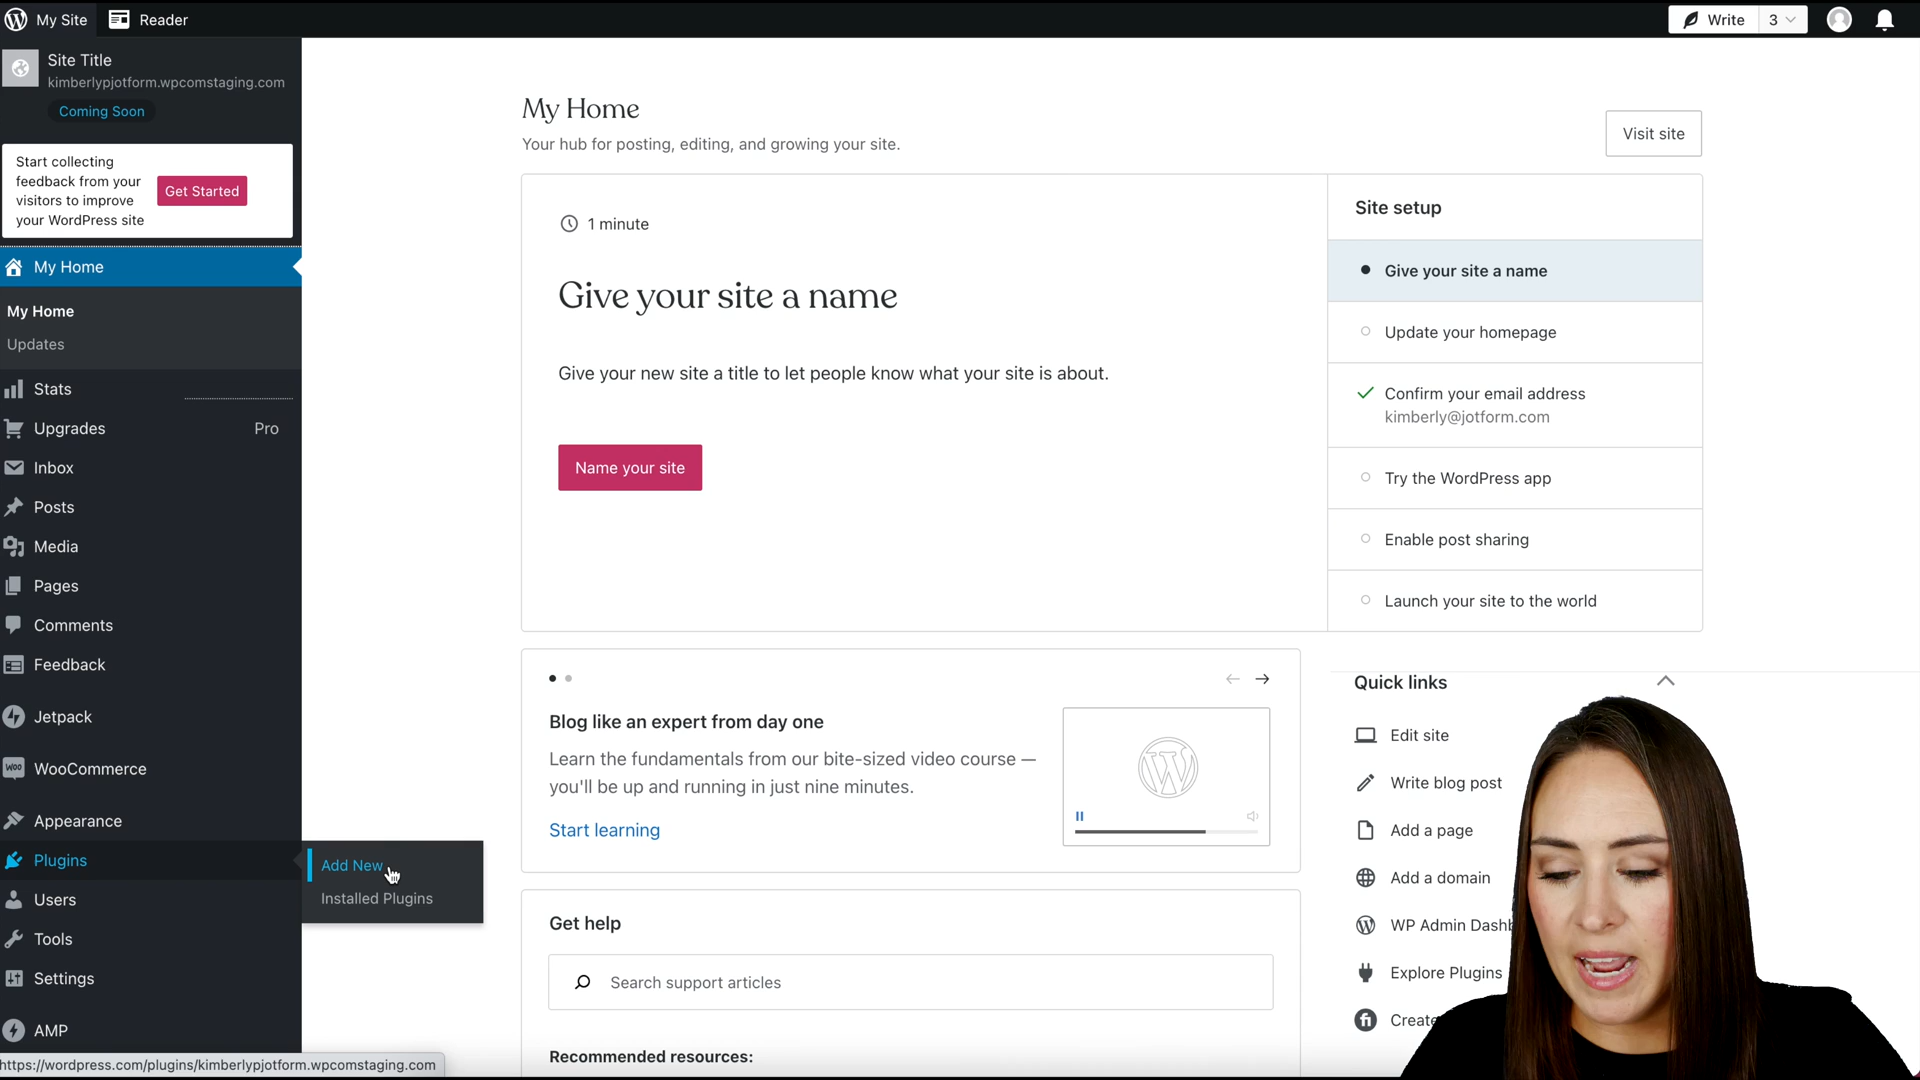 My Site
Reader
Write
3
Site Title
kimberlypjotform.wpcomstaging.com
Coming Soon
Start collecting
feedback from your
visitors to improve
your WordPress site
Get Started
My Home
My Home
Updates
Stats
Upgrades
Pro
Inbox
Posts
Media
Pages
Comments
Feedback
Jetpack
WOO
WooCommerce
Appearance
Plugins
Add New
Installed Plugins
Users
Tools
Settings
AMP
https://wordpress.com/plugins/kimberlypjotform.wpcomstaging.com
My Home
Your hub for posting, editing, and growing your site.
Visit site
1 minute
Give your site a name
Give your new site a title to let people know what your site is about.
Name your site
Site setup
Give your site a name
Update your homepage
Confirm your email address
kimberly@jotform.com
Try the WordPress app
Enable post sharing
Launch your site to the world
Blog like an expert from day one
Learn the fundamentals from our bite-sized video course —
you'll be up and running in just nine minutes.
Start learning
Get help
Search support articles
Recommended resources:
Quick links
Edit site
Write blog post
Add a page
Add a domain
WP Admin Dashb
Explore Plugins
Create